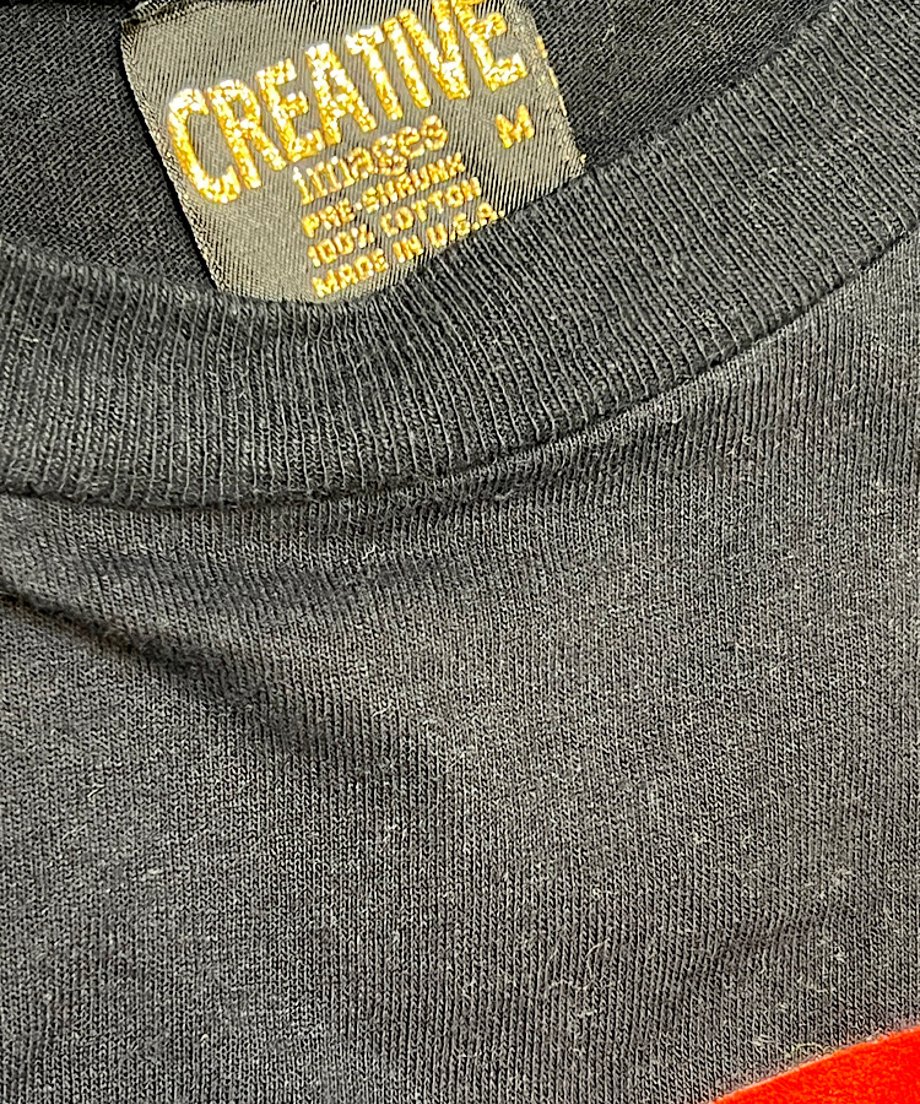 CREATIVE
images M
PRE-SHRUNK
100% COTTON
MADE IN U.S.A.